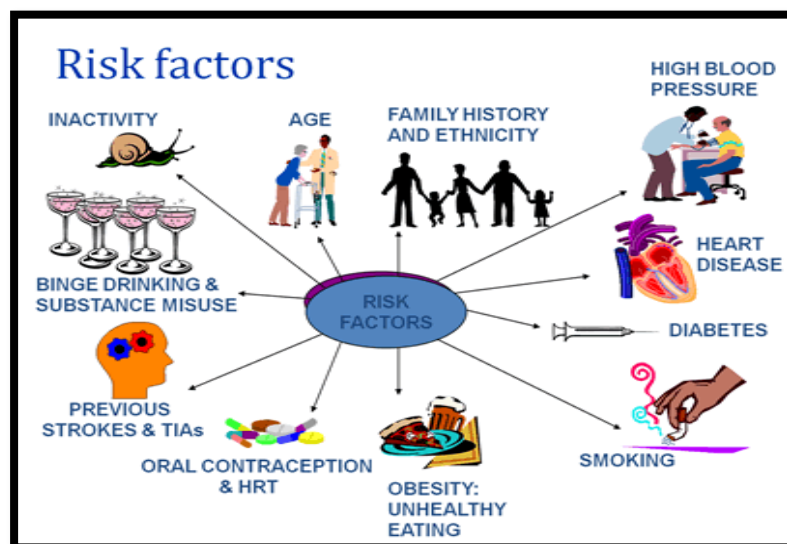 Risk factors
INACTIVITY
AGE
FAMILY HISTORY
AND ETHNICITY
HIGH BLOOD
PRESSURE
BINGE DRINKING &
SUBSTANCE MISUSE
RISK
FACTORS
HEART
DISEASE
DIABETES
PREVIOUS
STROKES & TIAs
ORAL CONTRACEPTION
& HRT
OBESITY:
UNHEALTHY
EATING
SMOKING